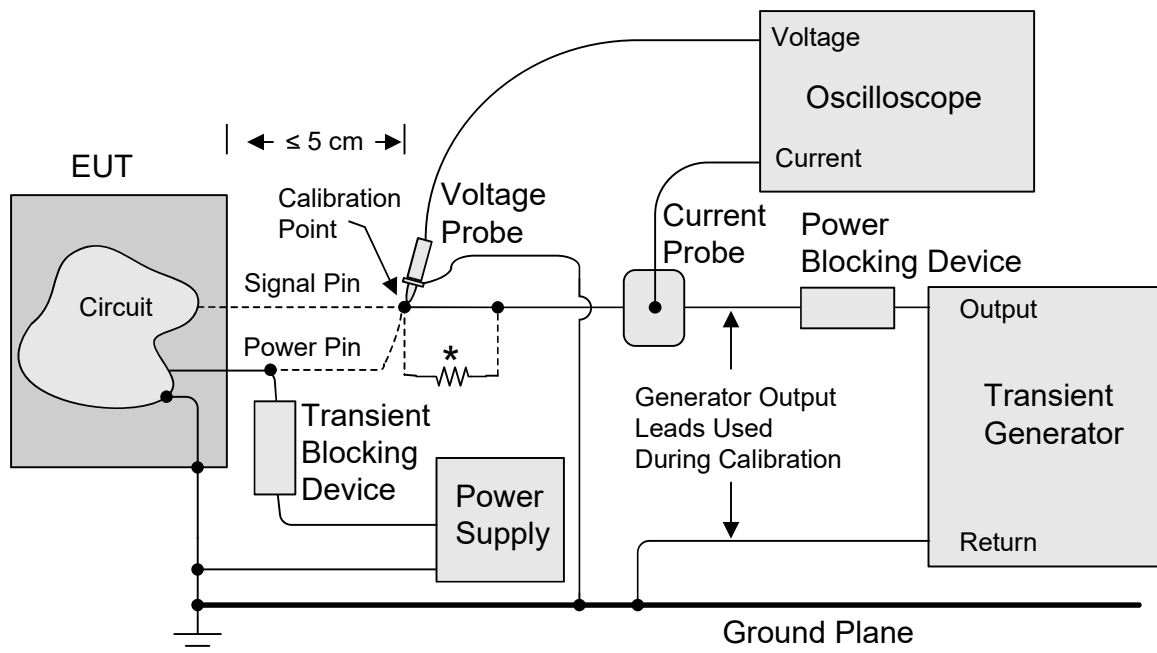 Voltage
Oscilloscope
Current
≤ 5 cm
EUT
Calibration
Point
Voltage
Probe
Current
Probe
Power
Blocking Device
Signal Pin
Circuit
Output
Power Pin
*
Transient
Blocking
Device
Generator Output
Leads Used
During Calibration
Transient
Generator
Power
Supply
Return
Ground Plane